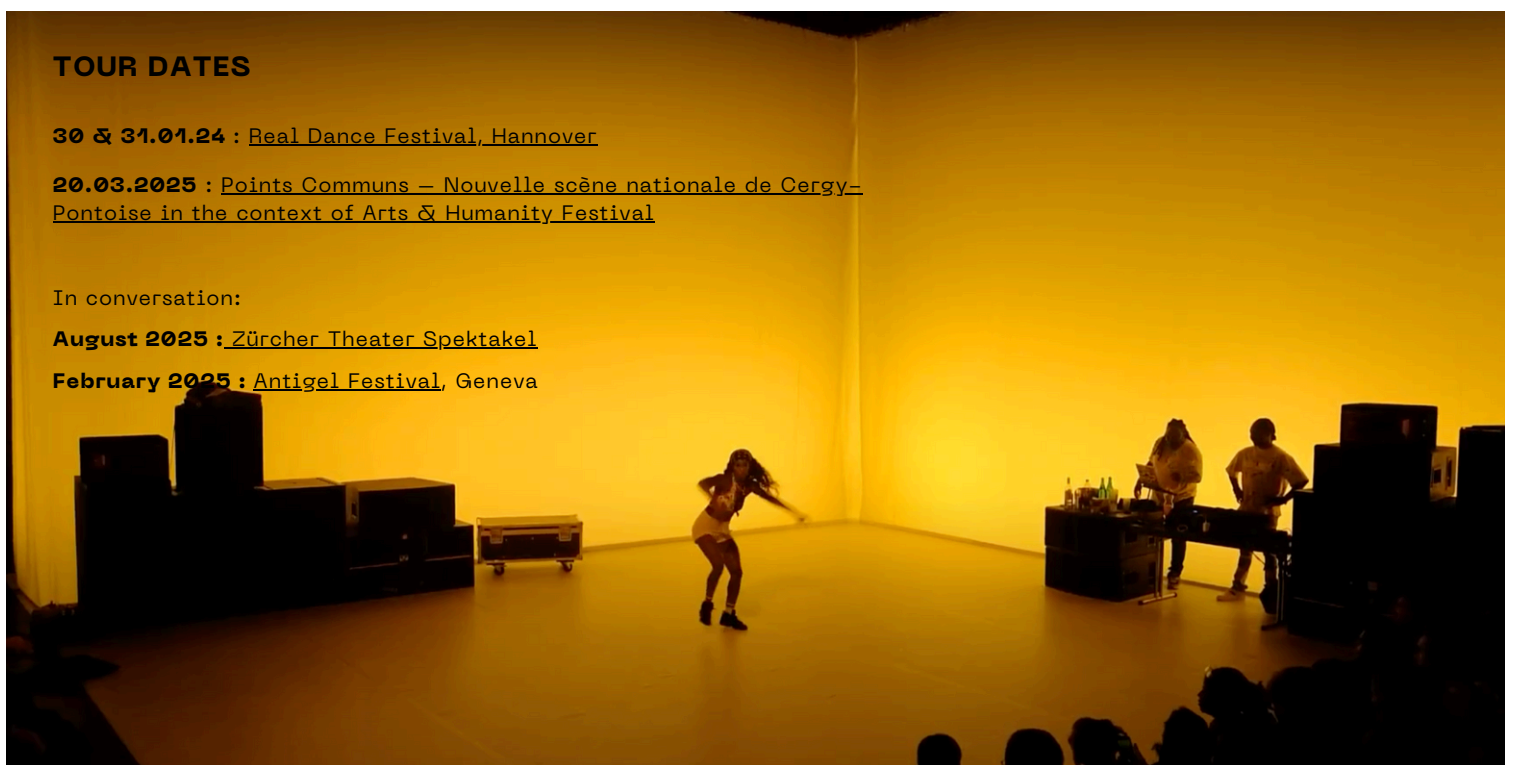 TOUR DATES
30 & 31.01.24 : Real Dance Festival, Hannover
20.03.2025 : Points Communs – Nouvelle scène nationale de Cergy-
Pontoise in the context of Arts & Humanity Festival
In conversation:
August 2025 : Zürcher Theater Spektakel
February 2025 : Antigel Festival, Geneva